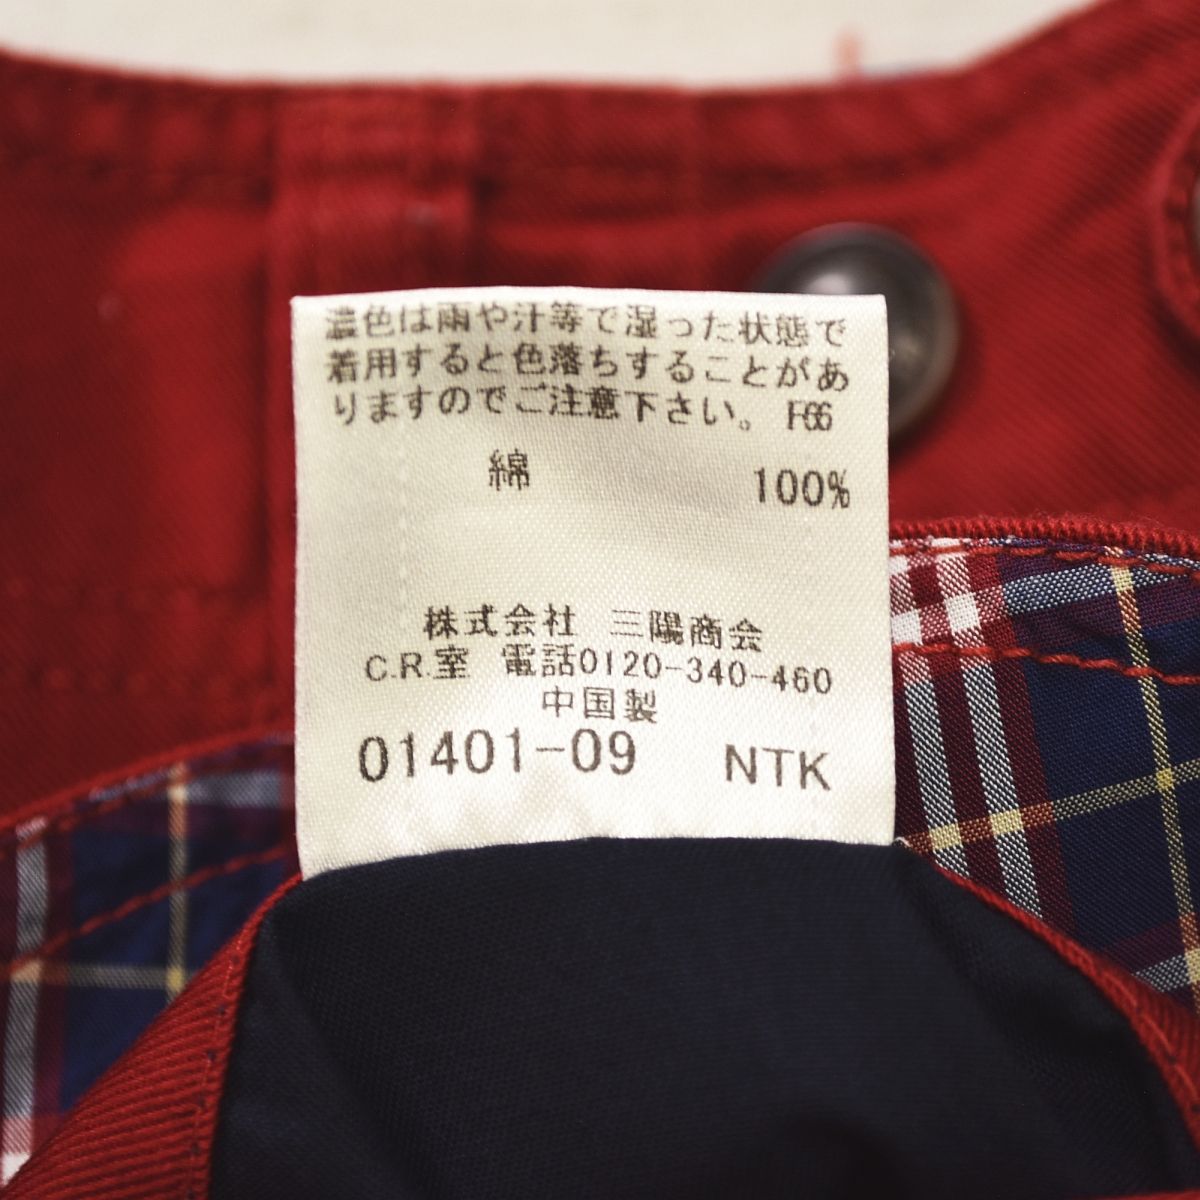 濃色は雨や汗等で湿った状態で
着用すると色落ちすることがあ
りますのでご注意下さい。 F66
綿 100%
株式会社 三陽商会
C.R.室 電話0120-340-460
中国製
01401-09 NTK